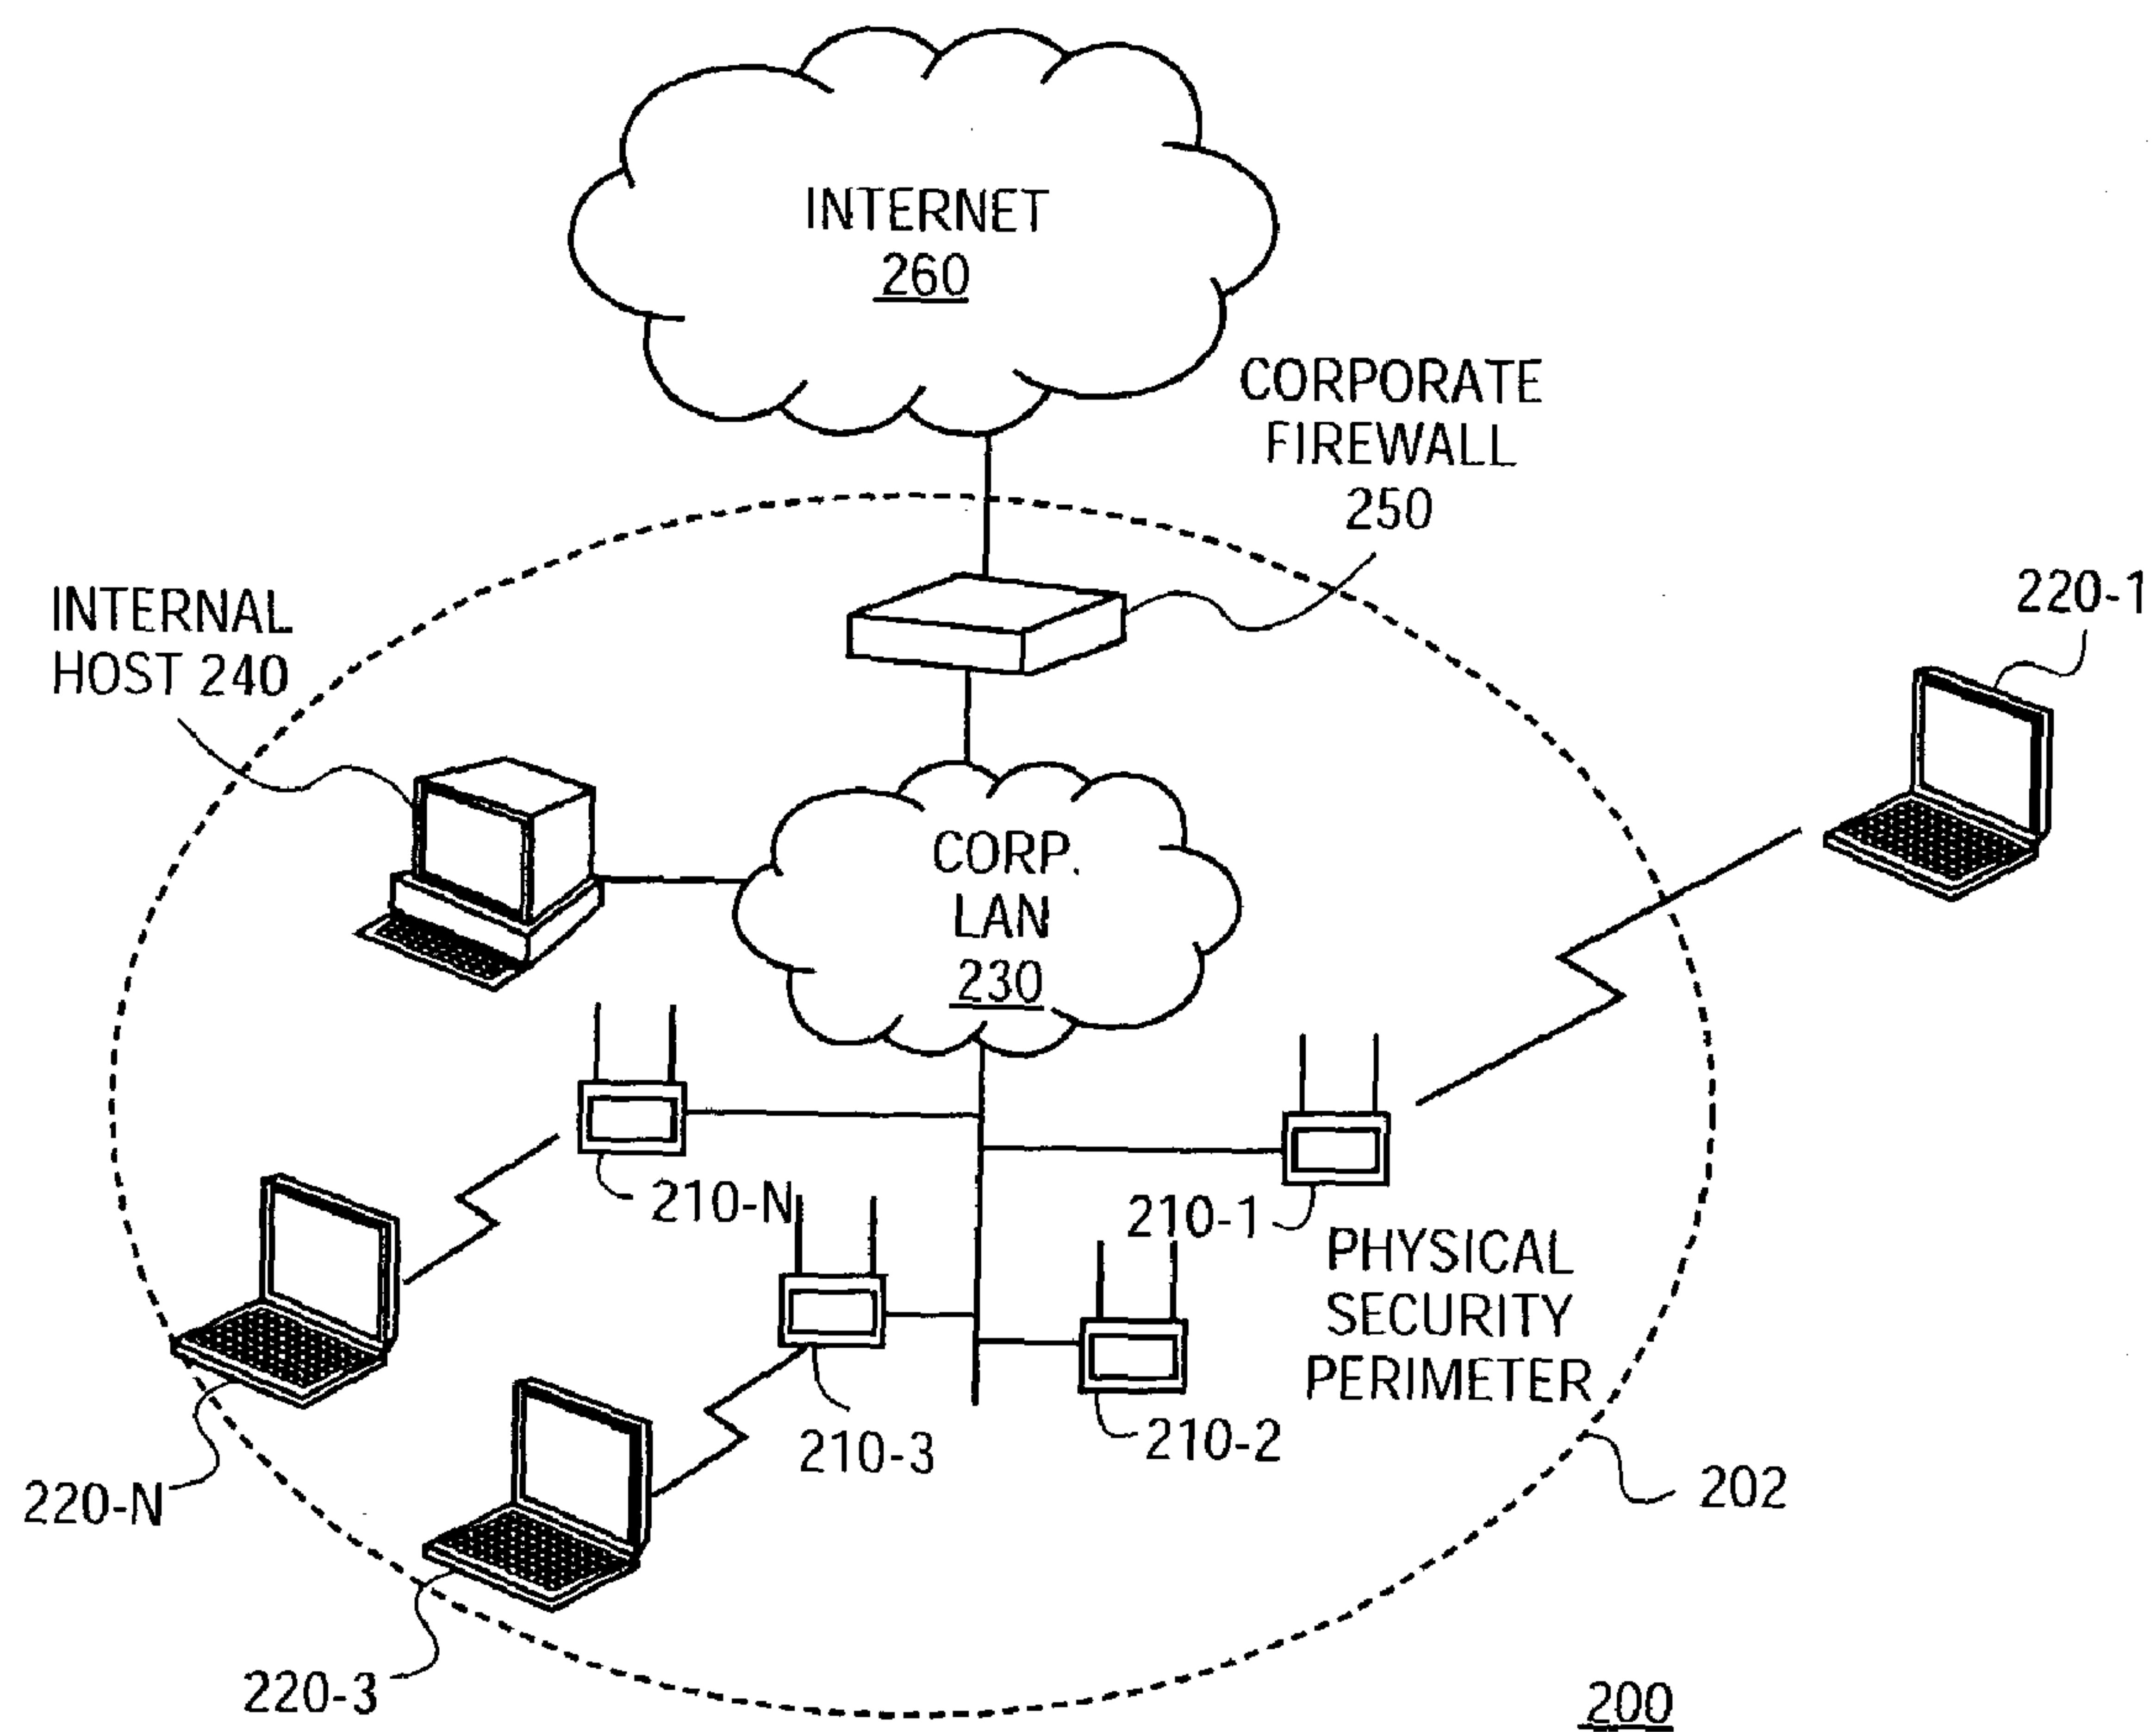 INTERNET
260
CORPORATE
FIREWALL
250
220-1
INTERNAL
HOST 240
CORP.
LAN
230
210-N
210-1
PHYSICAL
SECURITY
PERIMETER
210-3
210-2
202
220-N
220-3
200